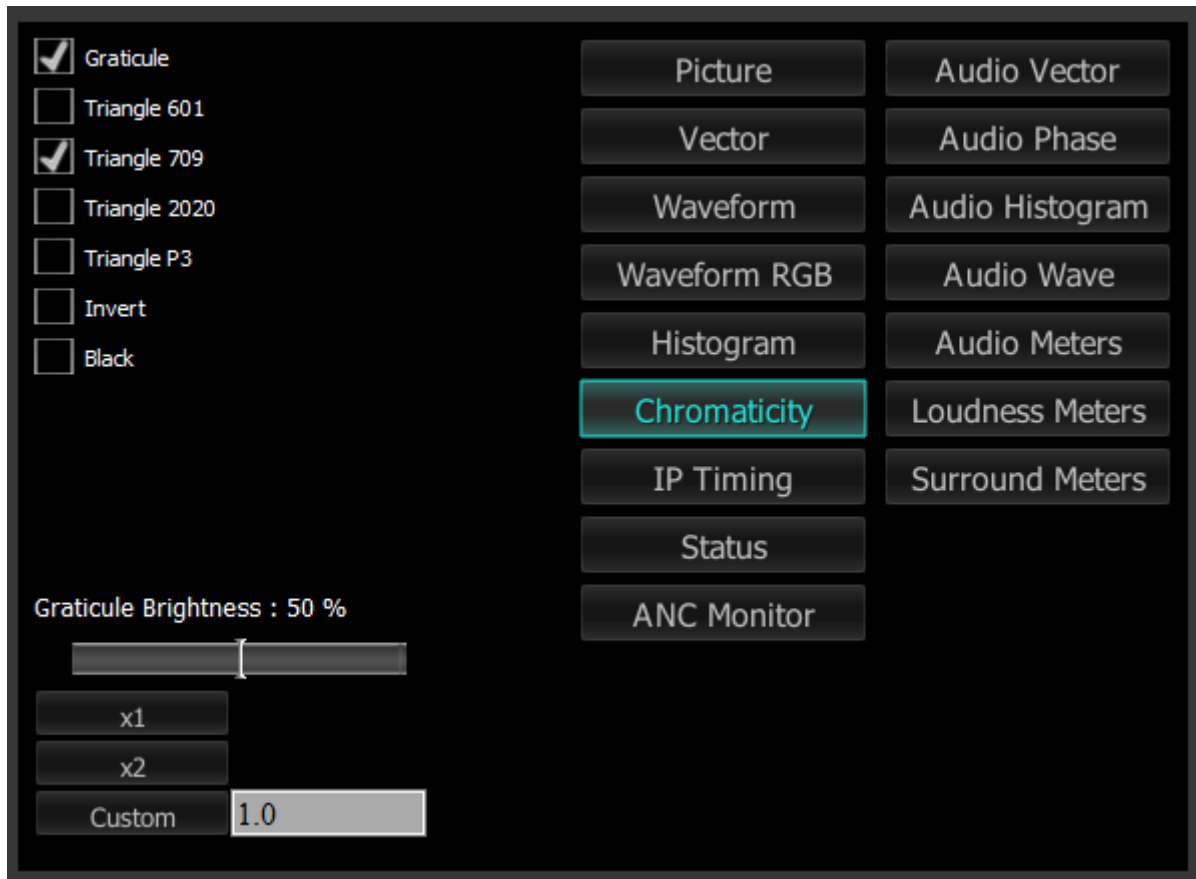 Graticule
Triangle 601
Triangle 709
Triangle 2020
Triangle P3
Invert
Black
Graticule Brightness : 50 %
x1
x2
Custom
1.0
Picture
Vector
Waveform
Waveform RGB
Histogram
Chromaticity
IP Timing
Status
ANC Monitor
Audio Vector
Audio Phase
Audio Histogram
Audio Wave
Audio Meters
Loudness Meters
Surround Meters